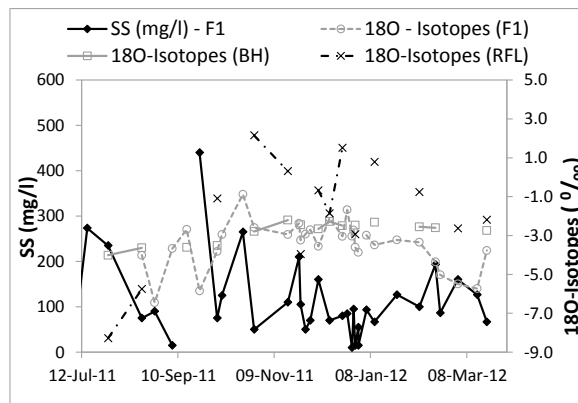 SS (mg/l) - F1 18O - Isotopes (F1)
18O-Isotopes (BH) 18O-Isotopes (RFL)
600 5.0
500 3.0
400 1.0
300 -1.0
200 -3.0
100 -5.0
0 -7.0
-9.0
SS (mg/l)
18O-Isotopes (⁰/₀₀)
12-Jul-11 10-Sep-11 09-Nov-11 08-Jan-12 08-Mar-12